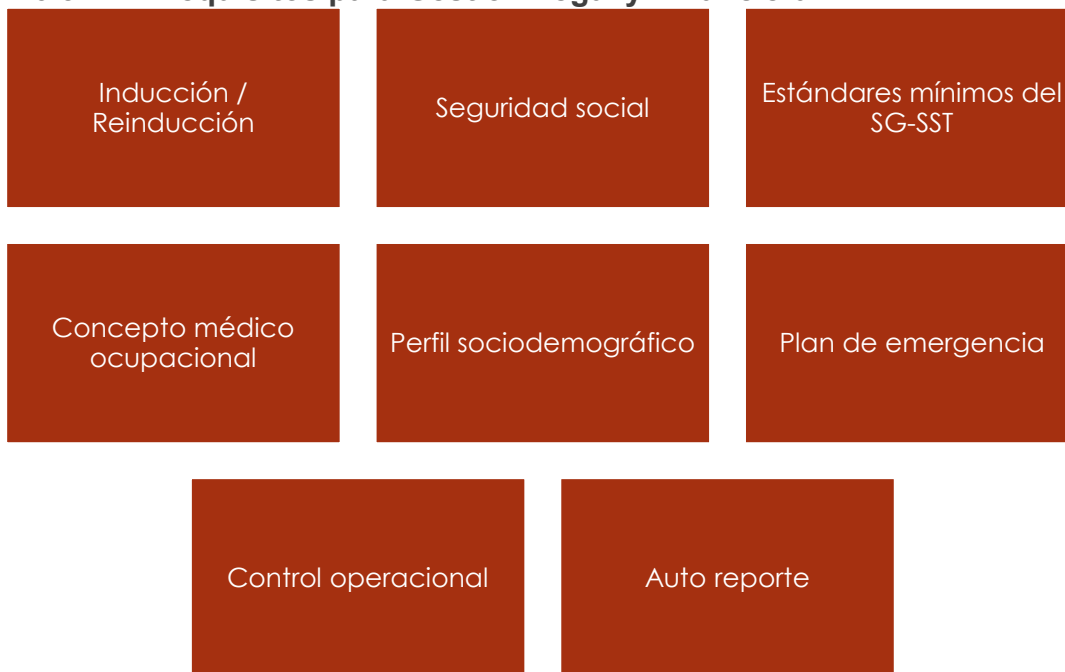 Inducción /
Reinducción
Seguridad social
Estándares mínimos del
SG-SST
Concepto médico
ocupacional
Perfil sociodemográfico
Plan de emergencia
Control operacional
Auto reporte